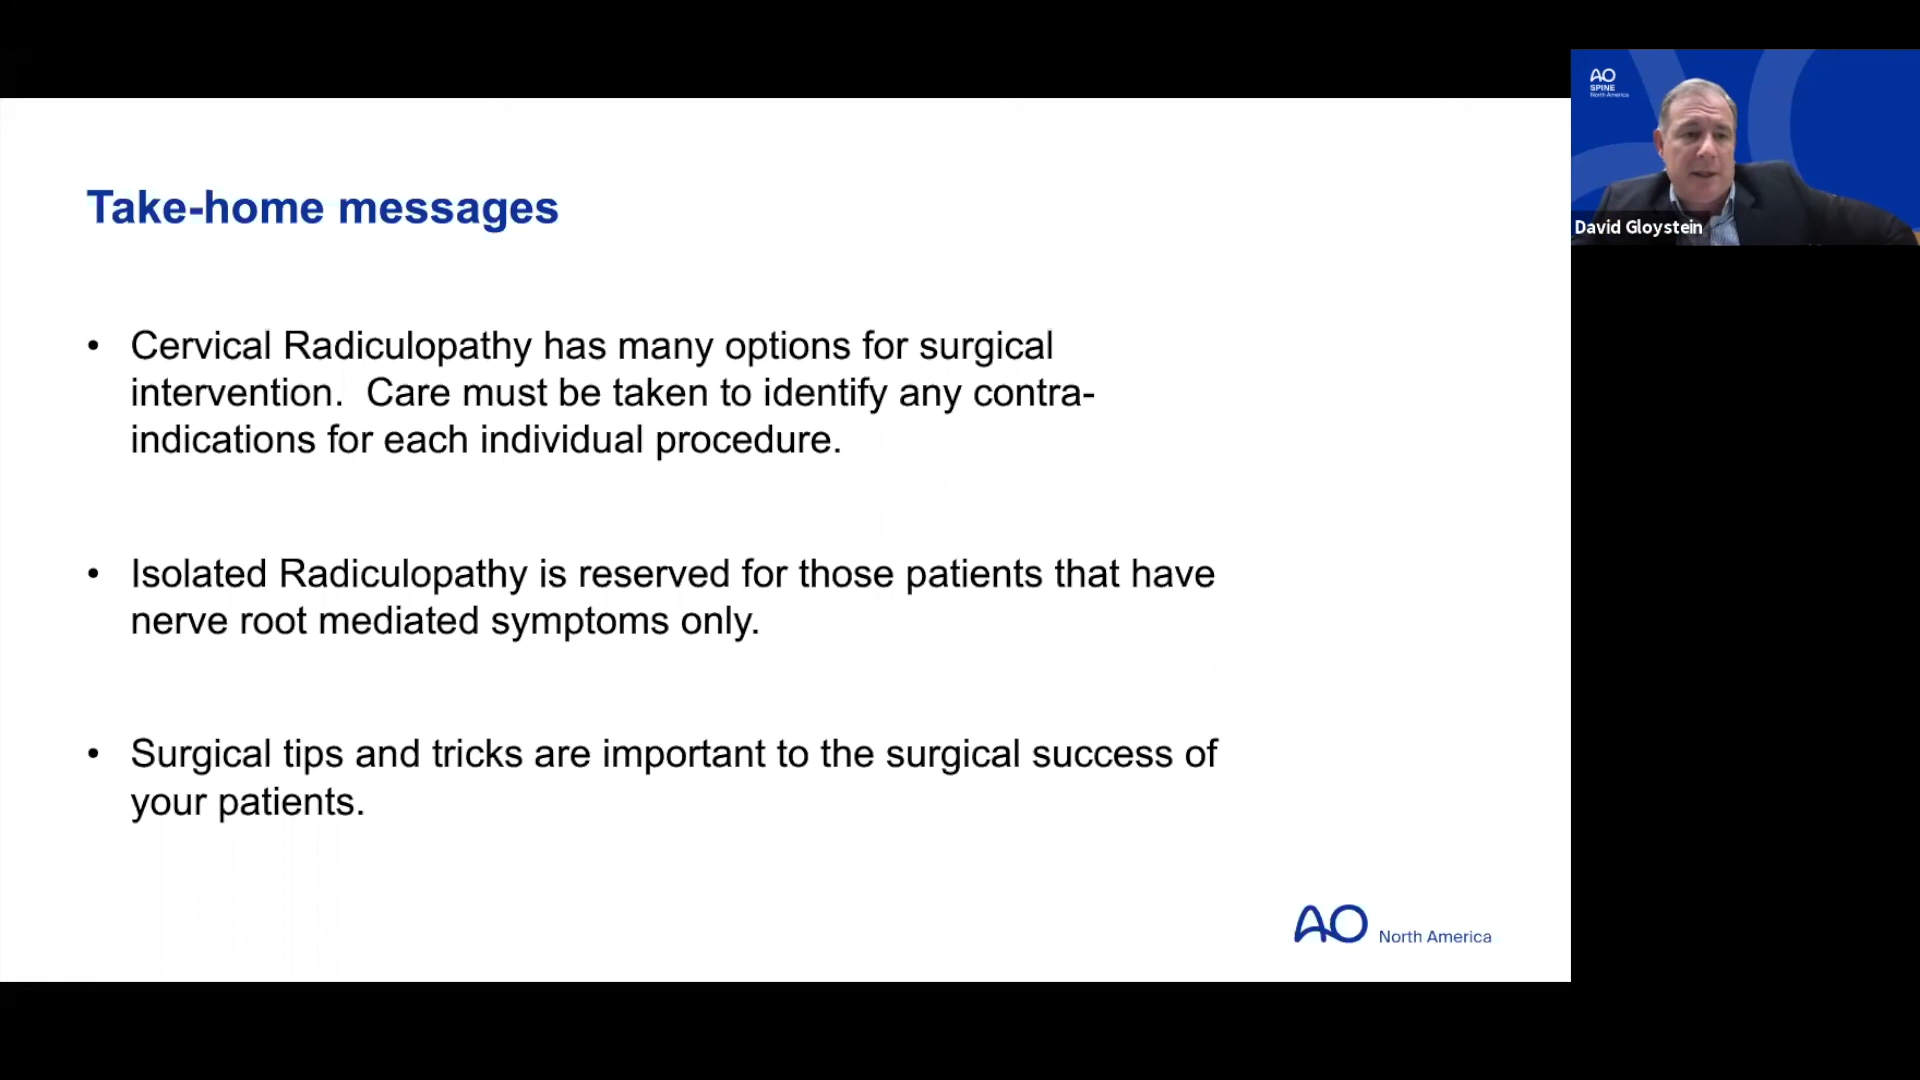 AO
SPINE
North America
David Gloystein
Take-home messages
• Cervical Radiculopathy has many options for surgical
intervention.  Care must be taken to identify any contra-
indications for each individual procedure.
• Isolated Radiculopathy is reserved for those patients that have
nerve root mediated symptoms only.
• Surgical tips and tricks are important to the surgical success of
your patients.
AO North America